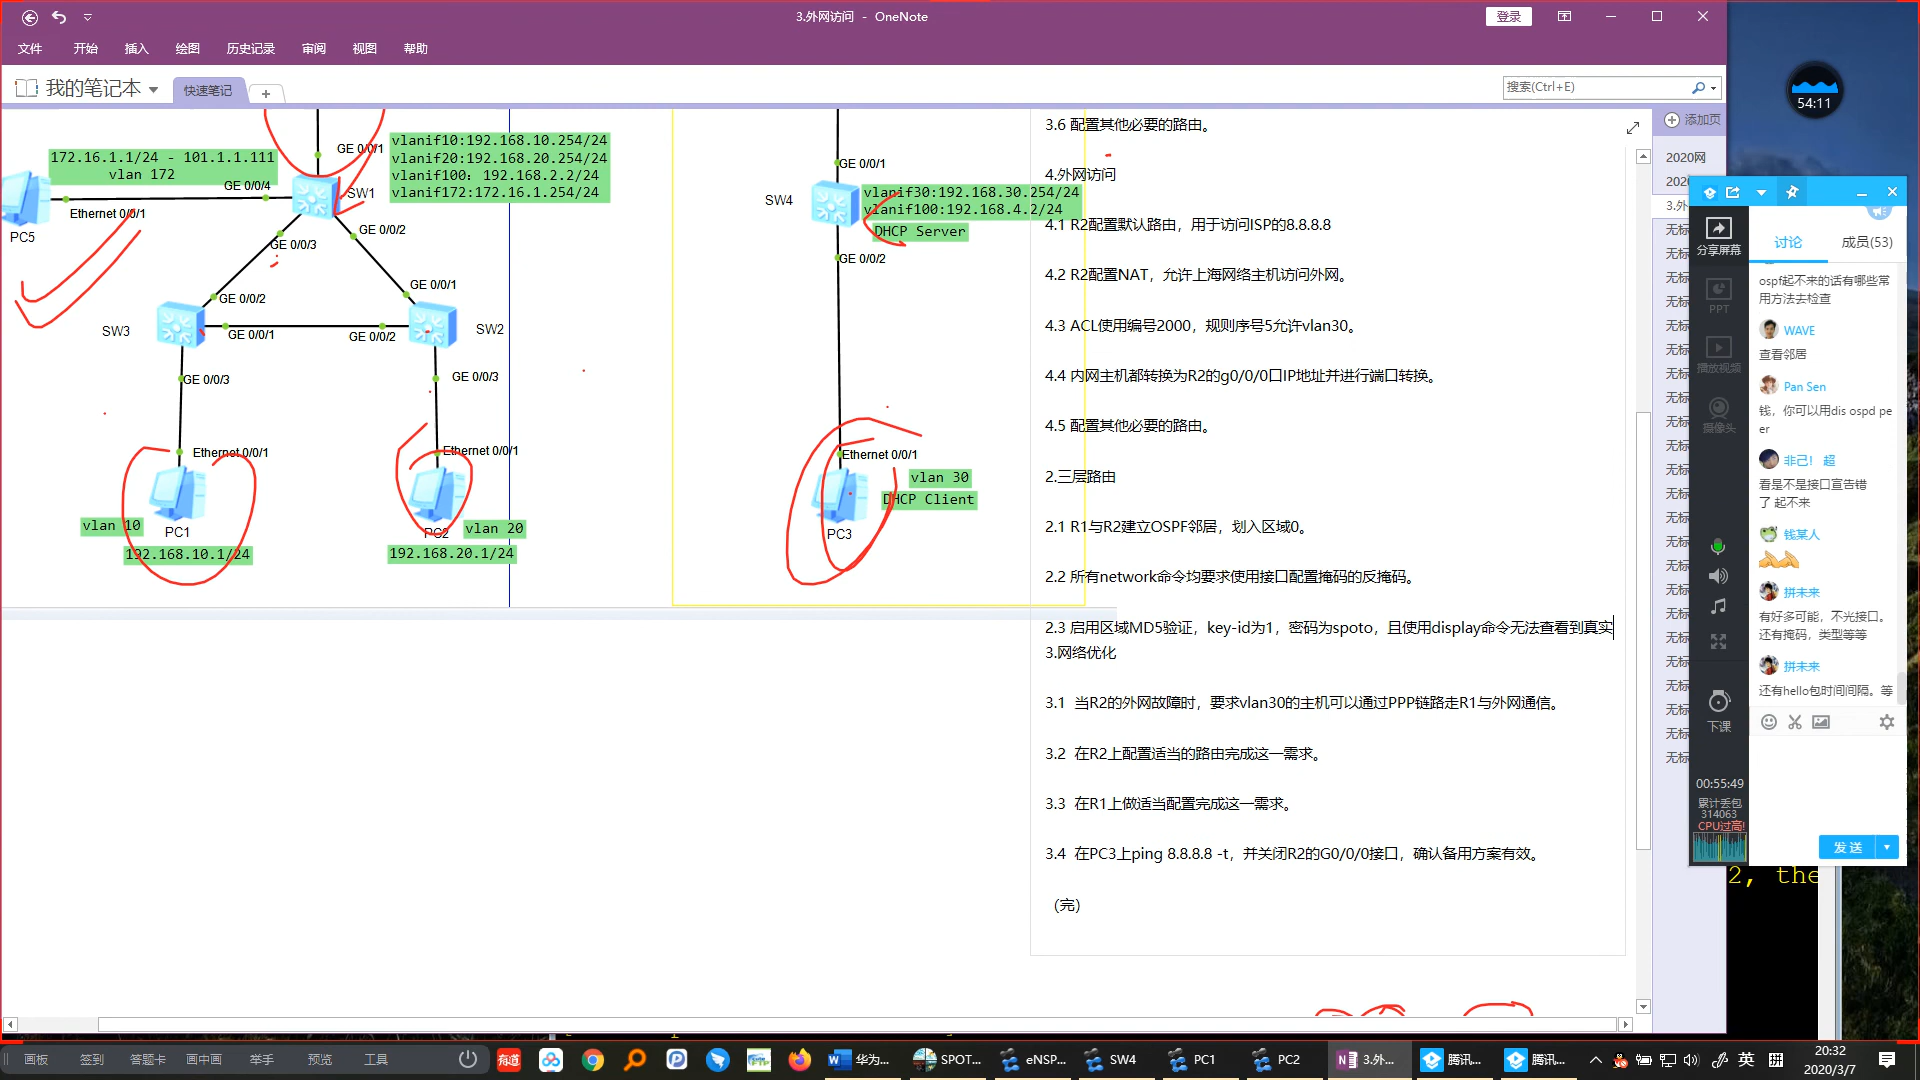 3.外网访问 - OneNote
登录
文件 开始 插入 绘图 历史记录 审阅 视图 帮助
我的笔记本
快速笔记
搜索(Ctrl+E)
54:11
添加页
2020网
3.外
172.16.1.1/24 - 101.1.1.111
vlan 172
GE 0/0/4
Ethernet 0/0/1
PC5
GE 0/0/1
SW1
vlanif10:192.168.10.254/24
vlanif20:192.168.20.254/24
vlanif100: 192.168.2.2/24
vlanif172:172.16.1.254/24
GE 0/0/3
GE 0/0/2
GE 0/0/2
GE 0/0/1
SW3
GE 0/0/1
GE 0/0/2
SW2
GE 0/0/3
GE 0/0/3
Ethernet 0/0/1
Ethernet 0/0/1
vlan 10
PC1
192.168.10.1/24
PC2
vlan 20
192.168.20.1/24
GE 0/0/1
SW4
vlanif30:192.168.30.254/24
vlanif100:192.168.4.2/24
DHCP Server
GE 0/0/2
Ethernet 0/0/1
vlan 30
DHCP Client
PC3
3.6 配置其他必要的路由。
4.外网访问
4.1 R2配置默认路由，用于访问ISP的8.8.8.8
4.2 R2配置NAT，允许上海网络主机访问外网。
4.3 ACL使用编号2000，规则序号5允许vlan30。
4.4 内网主机都转换为R2的g0/0/0口IP地址并进行端口转换。
4.5 配置其他必要的路由。
2.三层路由
2.1 R1与R2建立OSPF邻居，划入区域0。
2.2 所有network命令均要求使用接口配置掩码的反掩码。
2.3 启用区域MD5验证，key-id为1，密码为spoto，且使用display命令无法查看到真实
3.网络优化
3.1 当R2的外网故障时，要求vlan30的主机可以通过PPP链路走R1与外网通信。
3.2 在R2上配置适当的路由完成这一需求。
3.3 在R1上做适当配置完成这一需求。
3.4 在PC3上ping 8.8.8.8 -t，并关闭R2的G0/0/0接口，确认备用方案有效。
(完)
分享屏幕
PPT
播放视频
摄像头
下课
00:55:49
累计丢包
314063
CPU过高!
讨论 成员(53)
ospf起不来的话有哪些常
用方法去检查
WAVE
查看邻居
Pan Sen
钱，你可以用dis ospd pe
er
非己！ 超
看是不是接口宣告错
了 起不来
钱某人
拼未来
有好多可能，不光接口。
还有掩码，类型等等
拼未来
还有hello包时间间隔。等
发送
2, the
画板 签到 答题卡 画中画 举手 预览 工具
有道
华为...
SPOT...
eNSP...
SW4
PC1
PC2
3.外...
腾讯...
腾讯...
英
20:32
2020/3/7